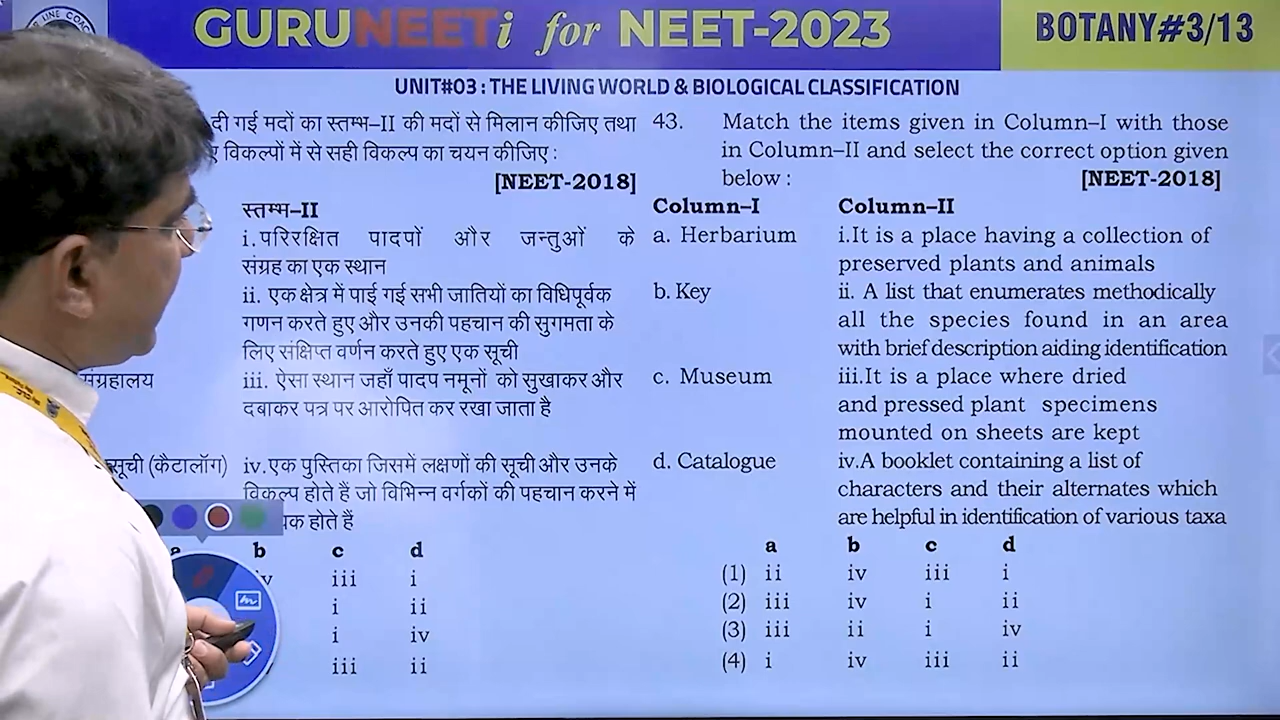 GURUNEETi for NEET-2023
BOTANY#3/13
UNIT#03 : THE LIVING WORLD & BIOLOGICAL CLASSIFICATION
दी गई मदों का स्तम्भ–II की मदों से मिलान कीजिए तथा
विकल्पों में से सही विकल्प का चयन कीजिए :
[NEET-2018]
स्तम्भ–II
i. परिरक्षित पादपों और जन्तुओं के
संग्रह का एक स्थान
ii. एक क्षेत्र में पाई गई सभी जातियों का विधिपूर्वक
गणन करते हुए और उनकी पहचान की सुगमता के
लिए संक्षिप्त वर्णन करते हुए एक सूची
संग्रहालय iii. ऐसा स्थान जहाँ पादप नमूनों को सुखाकर और
दबाकर पत्र पर आरोपित कर रखा जाता है
सूची (कैटालॉग) iv. एक पुस्तिका जिसमें लक्षणों की सूची और उनके
विकल्प होते हैं जो विभिन्न वर्गकों की पहचान करने में
होते हैं
a b c d
iv iii i
i ii
i iv
iii ii
43. Match the items given in Column–I with those
in Column–II and select the correct option given
below :
[NEET-2018]
Column–I Column–II
a. Herbarium i.It is a place having a collection of
preserved plants and animals
b. Key ii. A list that enumerates methodically
all the species found in an area
with brief description aiding identification
c. Museum iii.It is a place where dried
and pressed plant specimens
mounted on sheets are kept
d. Catalogue iv.A booklet containing a list of
characters and their alternates which
are helpful in identification of various taxa
a b c d
(1) ii iv iii i
(2) iii iv i ii
(3) iii ii i iv
(4) i iv iii ii